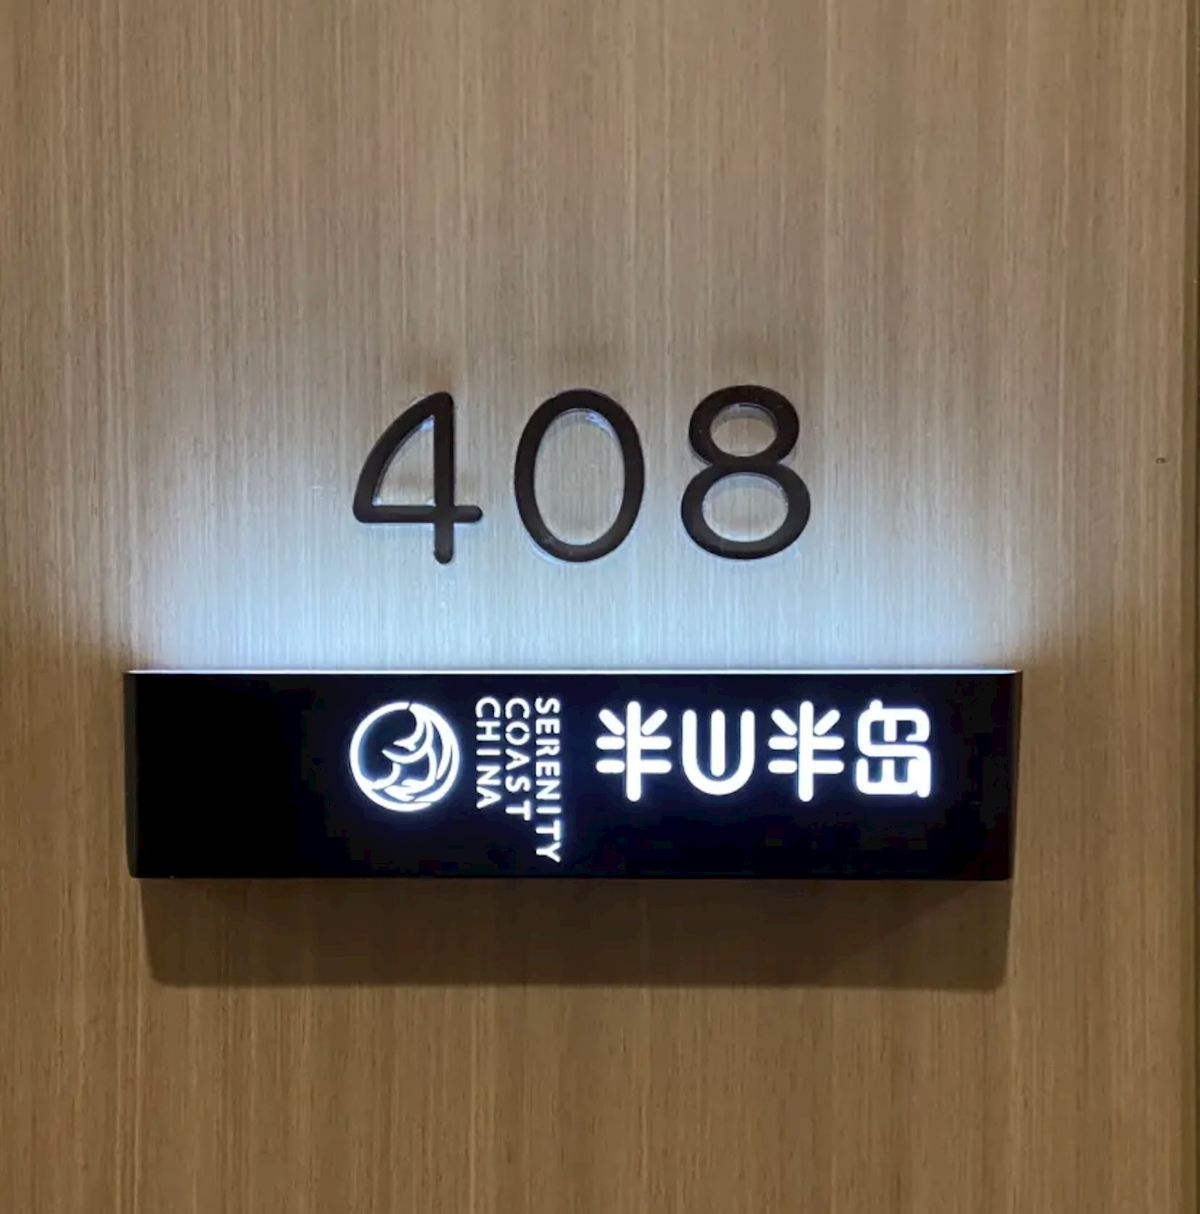 408
SERENITY
COAST
CHINA
半山半岛